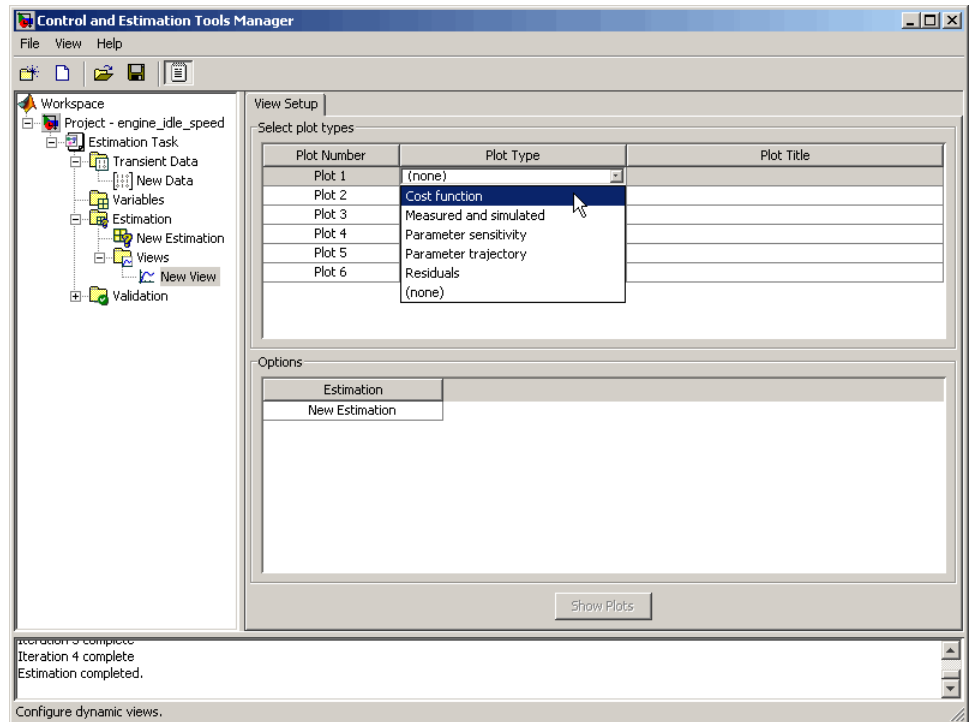 Control and Estimation Tools Manager
File View Help
Workspace
Project - engine_idle_speed
Estimation Task
Transient Data
New Data
Variables
Estimation
New Estimation
Views
New View
Validation
View Setup
Select plot types
Plot Number Plot Type Plot Title
Plot 1 (none)
Plot 2 Cost function
Plot 3 Measured and simulated
Plot 4 Parameter sensitivity
Plot 5 Parameter trajectory
Plot 6 Residuals
(none)
Options
Estimation
New Estimation
Show Plots
Iteration 3 complete
Iteration 4 complete
Estimation completed.
Configure dynamic views.